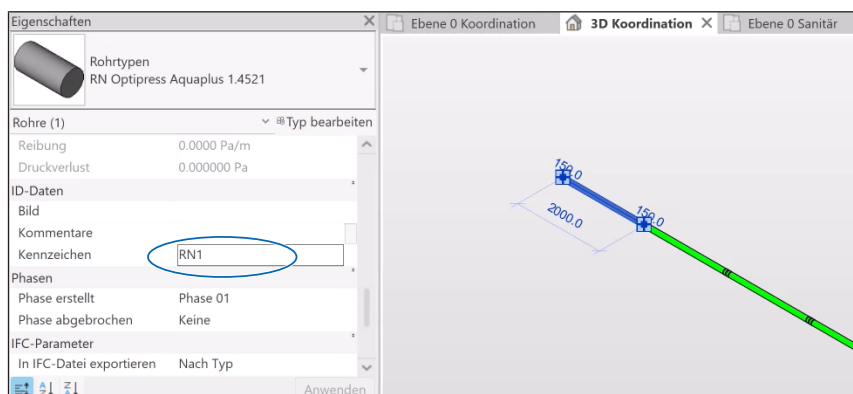 Eigenschaften
Rohrtypen
RN Optipress Aquaplus 1.4521
Rohre (1)
Typ bearbeiten
Reibung 0.0000 Pa/m
Druckverlust 0.000000 Pa
ID-Daten
Bild
Kommentare
Kennzeichen RN1
Phasen
Phase erstellt Phase 01
Phase abgebrochen Keine
IFC-Parameter
In IFC-Datei exportieren Nach Typ
Anwenden
Ebene 0 Koordination
3D Koordination
Ebene 0 Sanitär
150.0
2000.0
150.0